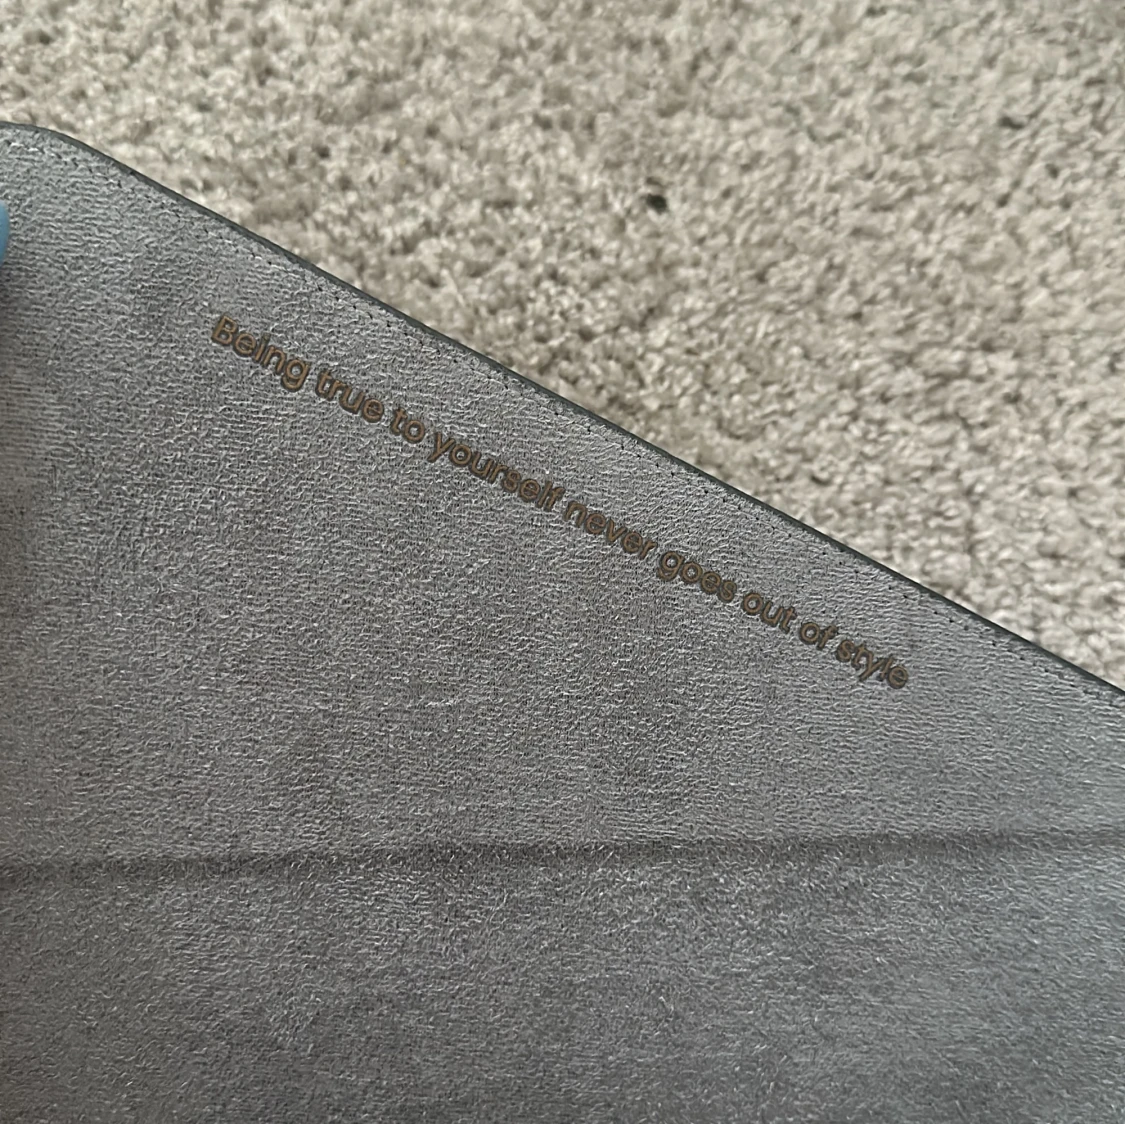 Being true to yourself never goes out of style